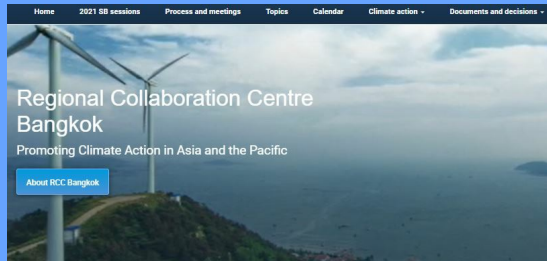 Home 2021 SB sessions Process and meetings Topics Calendar Climate action Documents and decisions
Regional Collaboration Centre
Bangkok
Promoting Climate Action in Asia and the Pacific
About RCC Bangkok